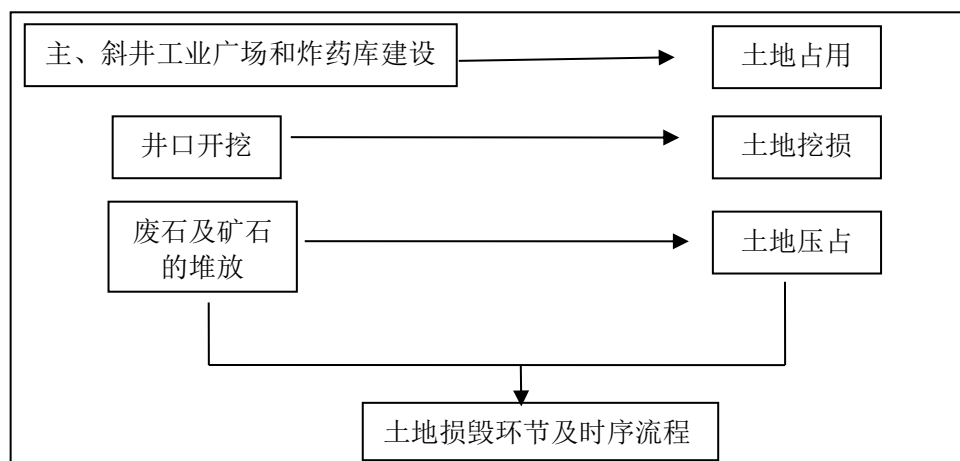 主、斜井工业广场和炸药库建设
土地占用
井口开挖
土地挖损
废石及矿石
的堆放
土地压占
土地损毁环节及时序流程